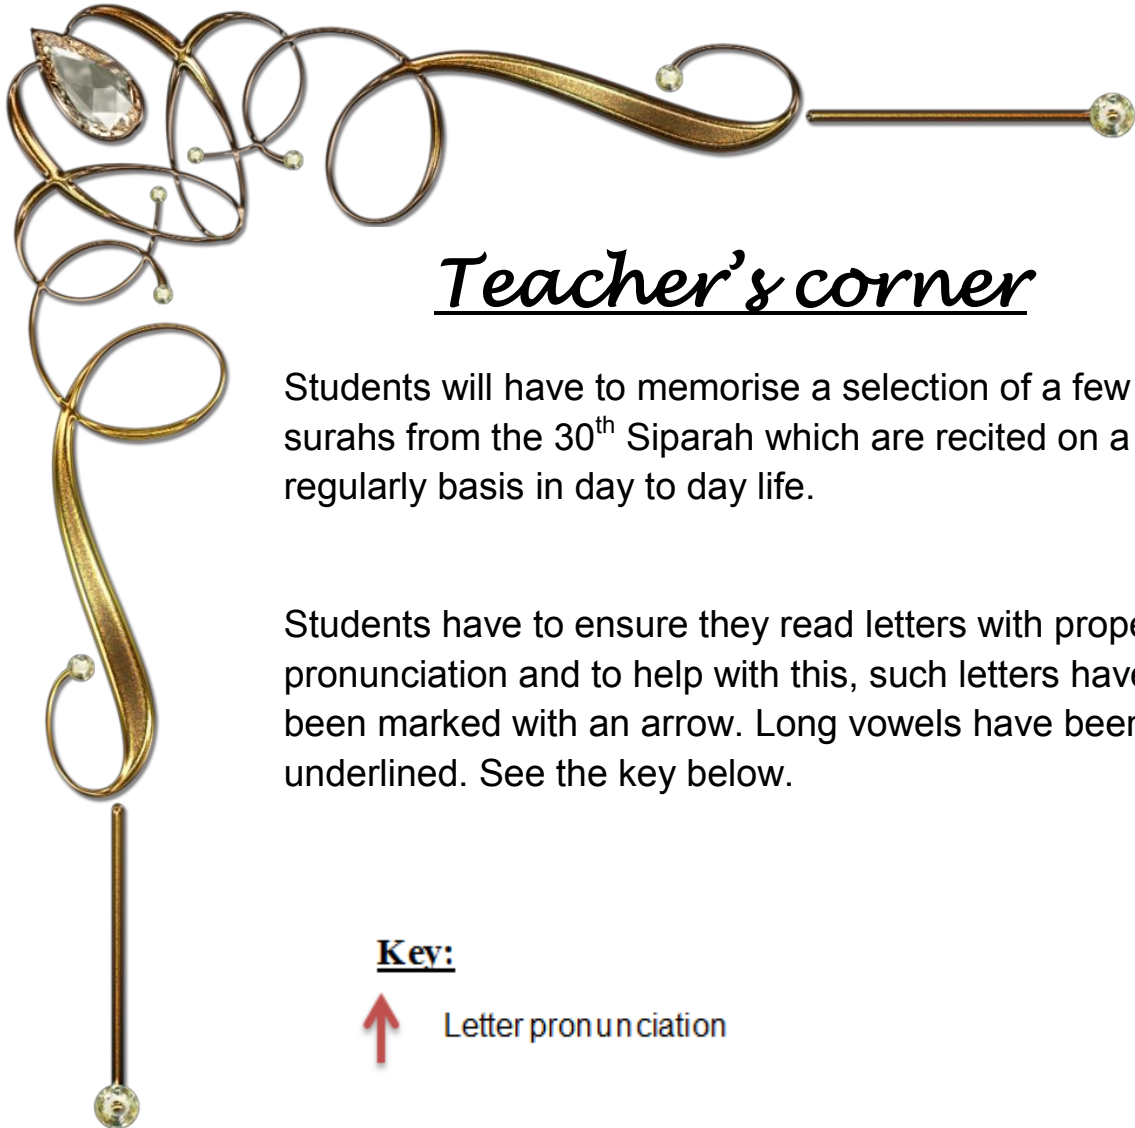 Teacher's corner
Students will have to memorise a selection of a few
surahs from the 30th Siparah which are recited on a
regularly basis in day to day life.
Students have to ensure they read letters with prope
pronunciation and to help with this, such letters have
been marked with an arrow. Long vowels have been
underlined. See the key below.
Key:
Letter pronunciation